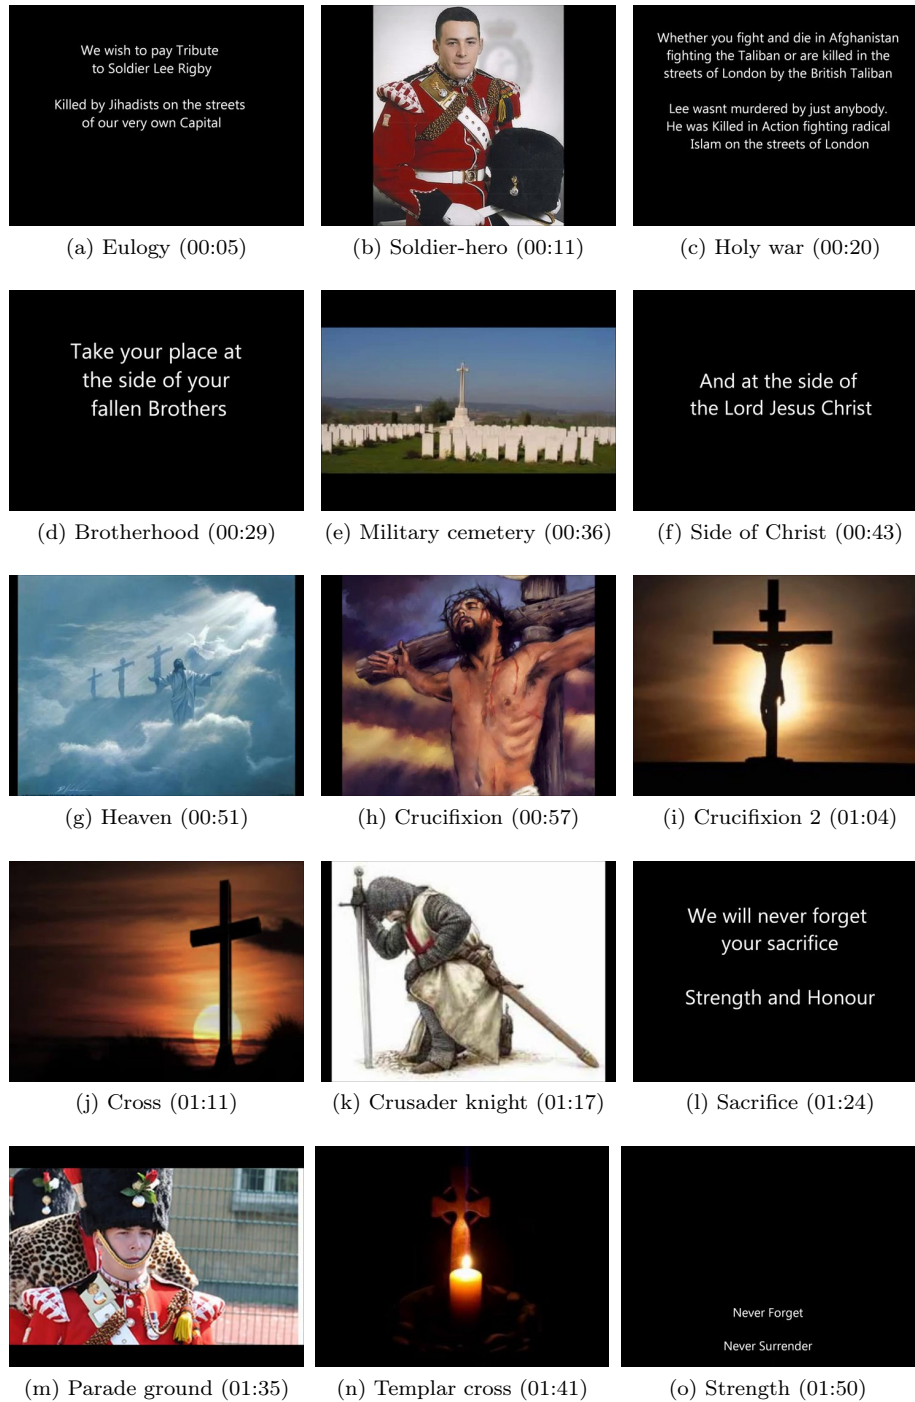 We wish to pay Tribute
to Soldier Lee Rigby
Killed by Jihadists on the streets
of our very own Capital
(a) Eulogy (00:05)
(b) Soldier-hero (00:11)
Whether you fight and die in Afghanistan
fighting the Taliban or are killed in the
streets of London by the British Taliban
Lee wasnt murdered by just anybody.
He was Killed in Action fighting radical
Islam on the streets of London
(c) Holy war (00:20)
Take your place at
the side of your
fallen Brothers
(d) Brotherhood (00:29)
(e) Military cemetery (00:36)
And at the side of
the Lord Jesus Christ
(f) Side of Christ (00:43)
(g) Heaven (00:51)
(h) Crucifixion (00:57)
(i) Crucifixion 2 (01:04)
(j) Cross (01:11)
(k) Crusader knight (01:17)
We will never forget
your sacrifice
Strength and Honour
(l) Sacrifice (01:24)
(m) Parade ground (01:35)
(n) Templar cross (01:41)
Never Forget
Never Surrender
(o) Strength (01:50)